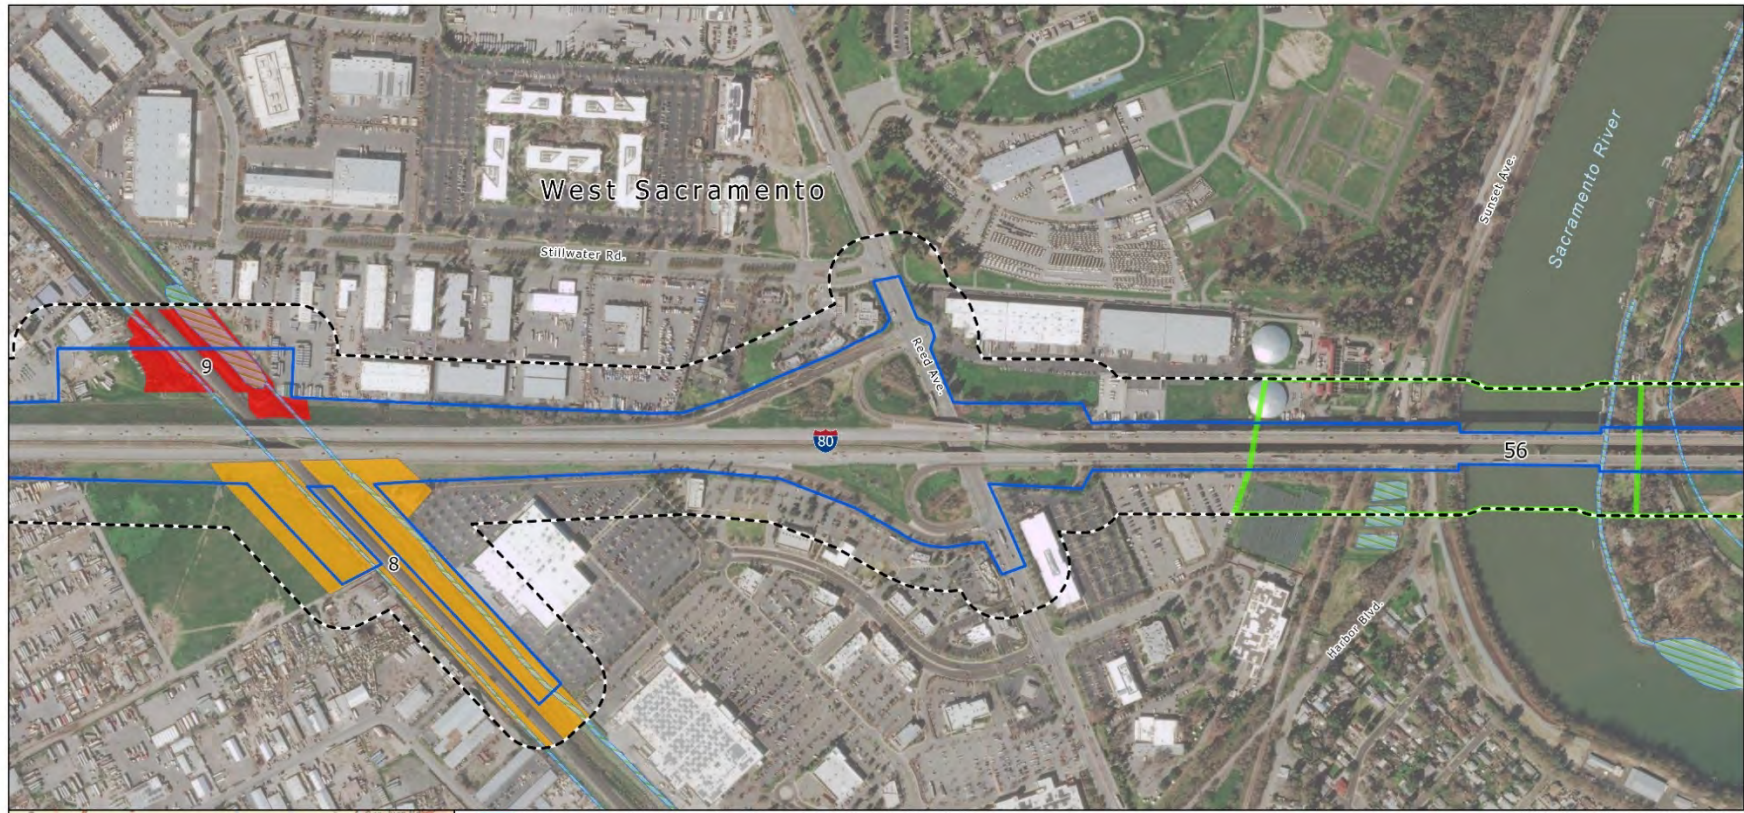 West Sacramento
Stillwater Rd.
Sunset Ave.
Sacramento River
Reed Ave.
9
80
56
8
Harbor Blvd.